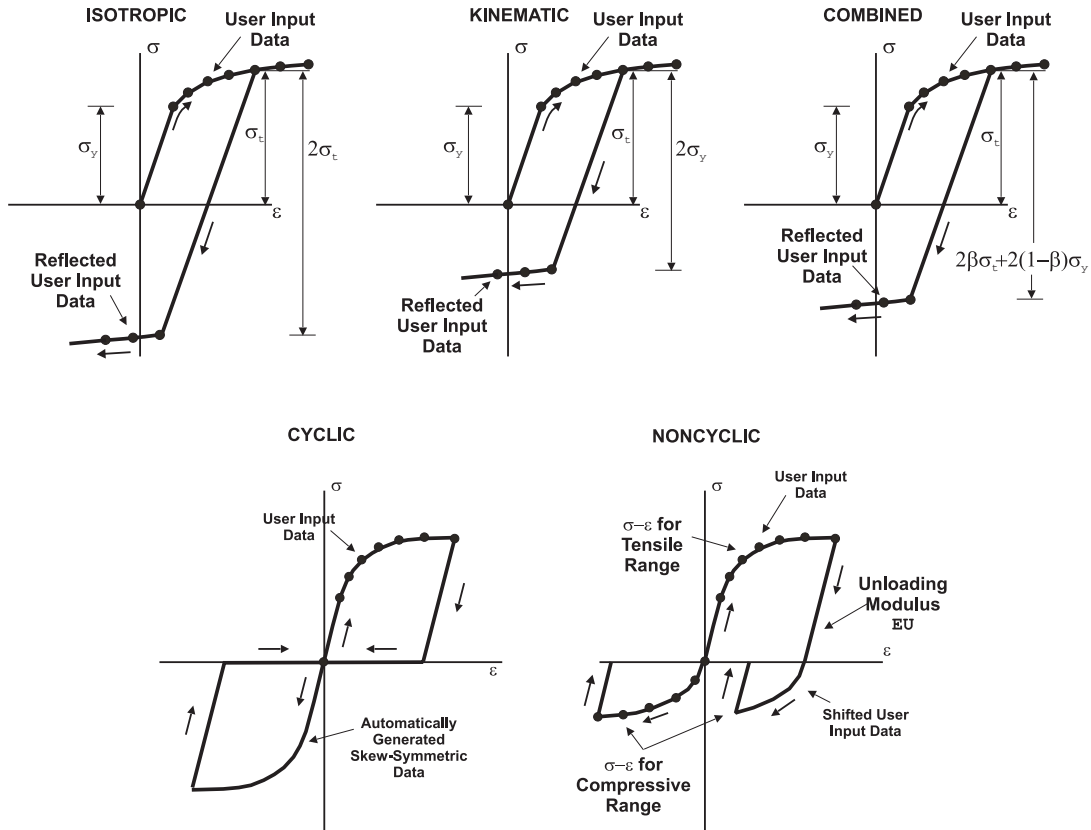 ISOTROPIC
σ
User Input
Data
σy
σt
2σt
ε
Reflected
User Input
Data
KINEMATIC
σ
User Input
Data
σy
σt
2σy
ε
Reflected
User Input
Data
COMBINED
σ
User Input
Data
σy
σt
ε
2βσt+2(1−β)σy
Reflected
User Input
Data
CYCLIC
σ
User Input
Data
ε
Automatically
Generated
Skew-Symmetric
Data
NONCYCLIC
σ
User Input
Data
σ−ε for
Tensile
Range
Unloading
Modulus
EU
ε
Shifted User
Input Data
σ−ε for
Compressive
Range